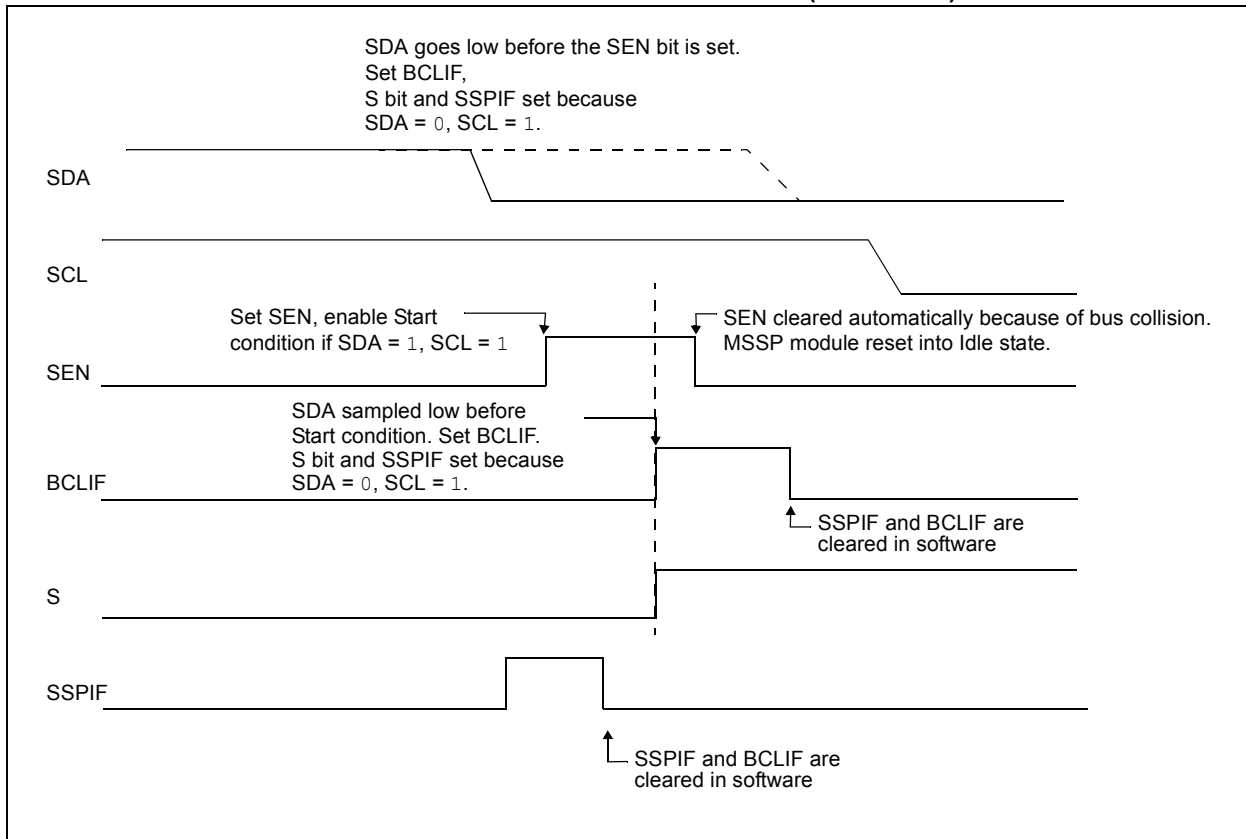 SDA goes low before the SEN bit is set.
Set BCLIF,
S bit and SSPIF set because
SDA = 0, SCL = 1.
SDA
SCL
Set SEN, enable Start
condition if SDA = 1, SCL = 1
SEN cleared automatically because of bus collision.
MSSP module reset into Idle state.
SEN
SDA sampled low before
Start condition. Set BCLIF.
S bit and SSPIF set because
SDA = 0, SCL = 1.
BCLIF
SSPIF and BCLIF are
cleared in software
S
SSPIF
SSPIF and BCLIF are
cleared in software